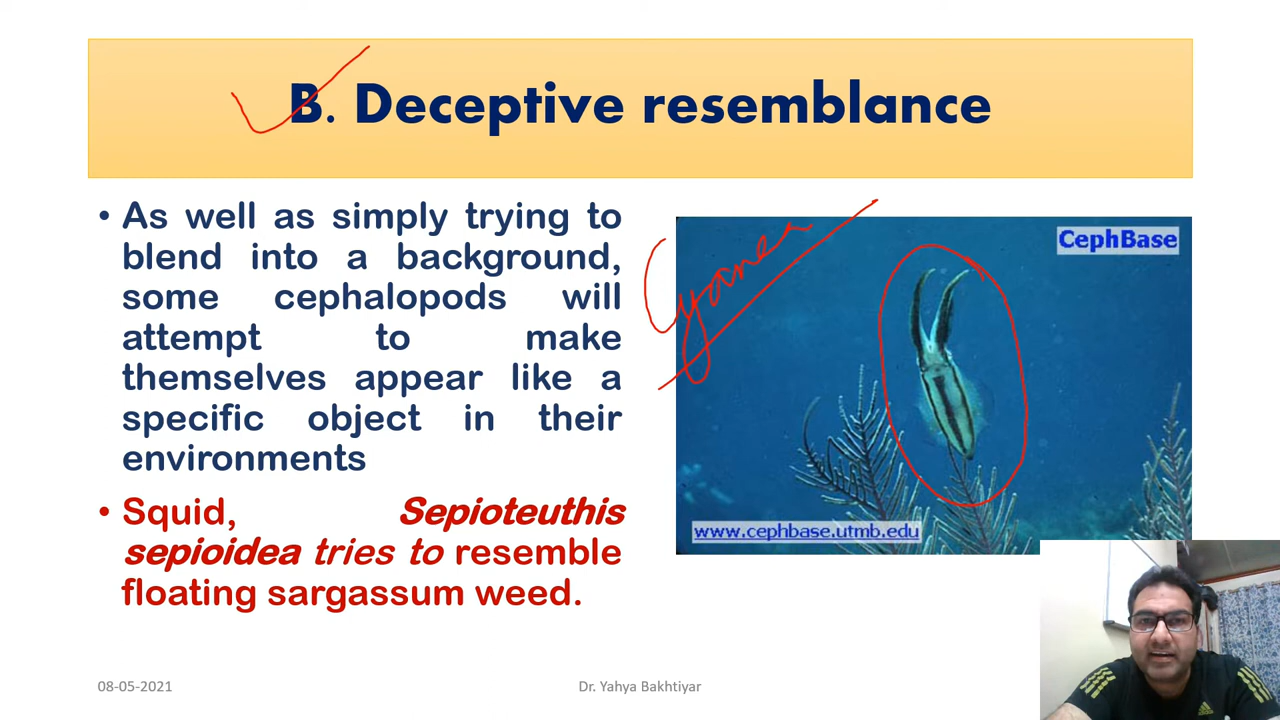 B. Deceptive resemblance
• As well as simply trying to
blend into a background,
some cephalopods will
attempt to make
themselves appear like a
specific object in their
environments
• Squid, Sepioteuthis
sepioidea tries to resemble
floating sargassum weed.
Cyanea
CephBase
www.cephbase.utmb.edu
08-05-2021
Dr. Yahya Bakhtiyar